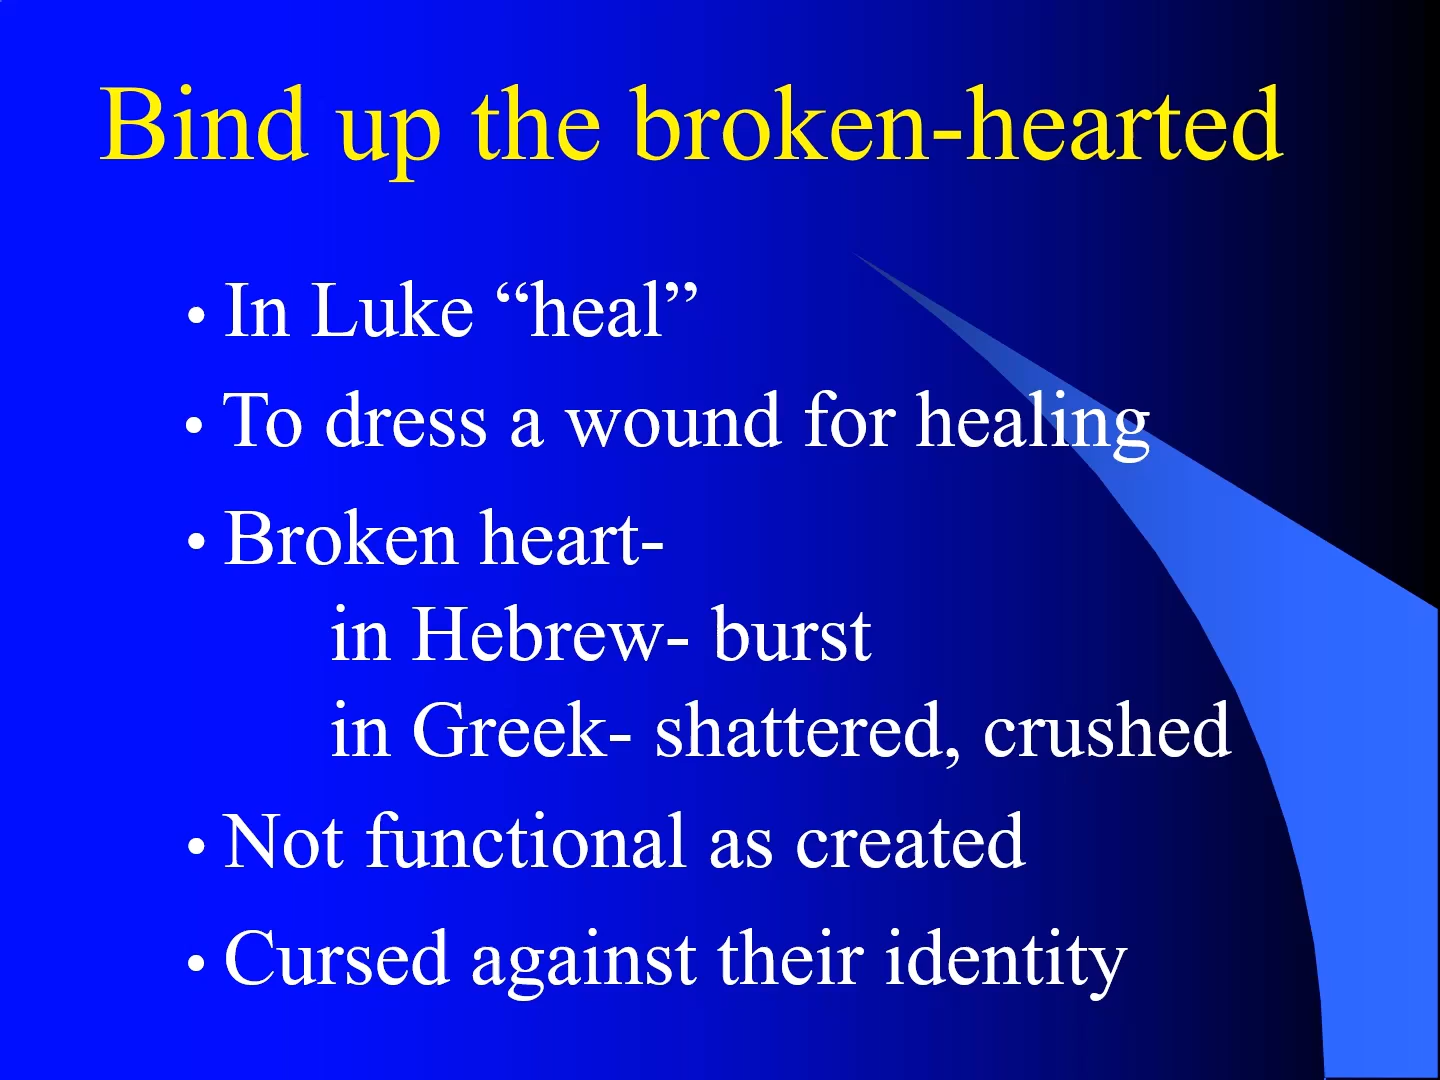 Bind up the broken-hearted
• In Luke “heal”
• To dress a wound for healing
• Broken heart-
in Hebrew- burst
in Greek- shattered, crushed
• Not functional as created
• Cursed against their identity